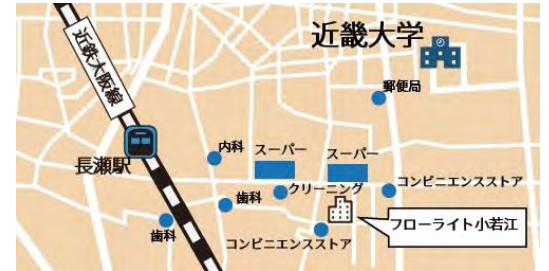 近畿大学
近鉄大阪線
郵便局
内科
スーパー
スーパー
長瀬駅
クリーニング
コンビニエンスストア
歯科
フローライト小若江
歯科
コンビニエンスストア